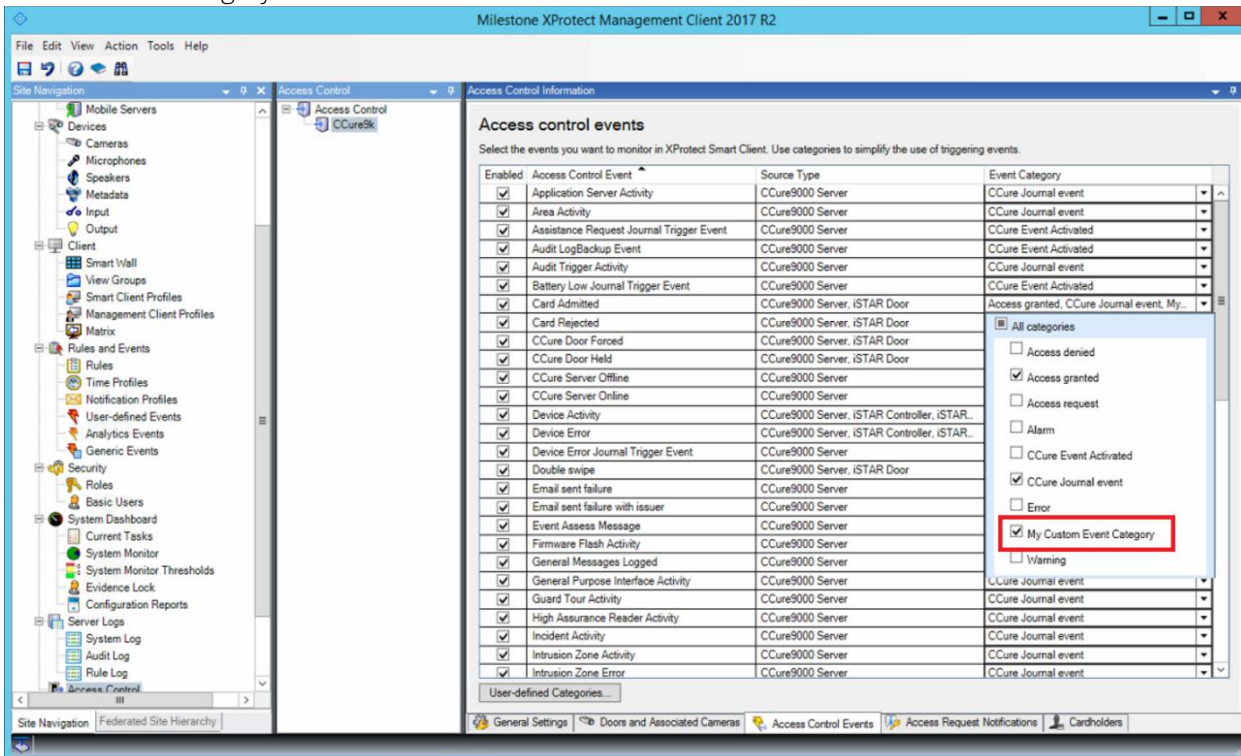 Milestone XProtect Management Client 2017 R2
File Edit View Action Tools Help
Site Navigation
Mobile Servers
Devices
Cameras
Microphones
Speakers
Metadata
Input
Output
Client
Smart Wall
View Groups
Smart Client Profiles
Management Client Profiles
Matrix
Rules and Events
Rules
Time Profiles
Notification Profiles
User-defined Events
Analytics Events
Generic Events
Security
Roles
Basic Users
System Dashboard
Current Tasks
System Monitor
System Monitor Thresholds
Evidence Lock
Configuration Reports
Server Logs
System Log
Audit Log
Rule Log
Access Control
Site Navigation Federated Site Hierarchy
Access Control
Access Control
CCure9k
Access Control Information
Access control events
Select the events you want to monitor in XProtect Smart Client. Use categories to simplify the use of triggering events.
Enabled Access Control Event Source Type Event Category
Application Server Activity CCure9000 Server CCure Journal event
Area Activity CCure9000 Server CCure Journal event
Assistance Request Journal Trigger Event CCure9000 Server CCure Event Activated
Audit LogBackup Event CCure9000 Server CCure Event Activated
Audit Trigger Activity CCure9000 Server CCure Journal event
Battery Low Journal Trigger Event CCure9000 Server CCure Event Activated
Card Admitted CCure9000 Server, iSTAR Door Access granted, CCure Journal event, My...
Card Rejected CCure9000 Server, iSTAR Door
CCure Door Forced CCure9000 Server, iSTAR Door
CCure Door Held CCure9000 Server, iSTAR Door
CCure Server Offline CCure9000 Server
CCure Server Online CCure9000 Server
Device Activity CCure9000 Server, iSTAR Controller, iSTAR...
Device Error CCure9000 Server, iSTAR Controller, iSTAR...
Device Error Journal Trigger Event CCure9000 Server
Double swipe CCure9000 Server, iSTAR Door
Email sent failure CCure9000 Server
Email sent failure with issuer CCure9000 Server
Event Assess Message CCure9000 Server
Firmware Flash Activity CCure9000 Server
General Messages Logged CCure9000 Server
General Purpose Interface Activity CCure9000 Server CCure Journal event
Guard Tour Activity CCure9000 Server CCure Journal event
High Assurance Reader Activity CCure9000 Server CCure Journal event
Incident Activity CCure9000 Server CCure Journal event
Intrusion Zone Activity CCure9000 Server CCure Journal event
Intrusion Zone Error CCure9000 Server CCure Journal event
All categories
Access denied
Access granted
Access request
Alarm
CCure Event Activated
CCure Journal event
Error
My Custom Event Category
Warning
User-defined Categories...
General Settings Doors and Associated Cameras Access Control Events Access Request Notifications Cardholders